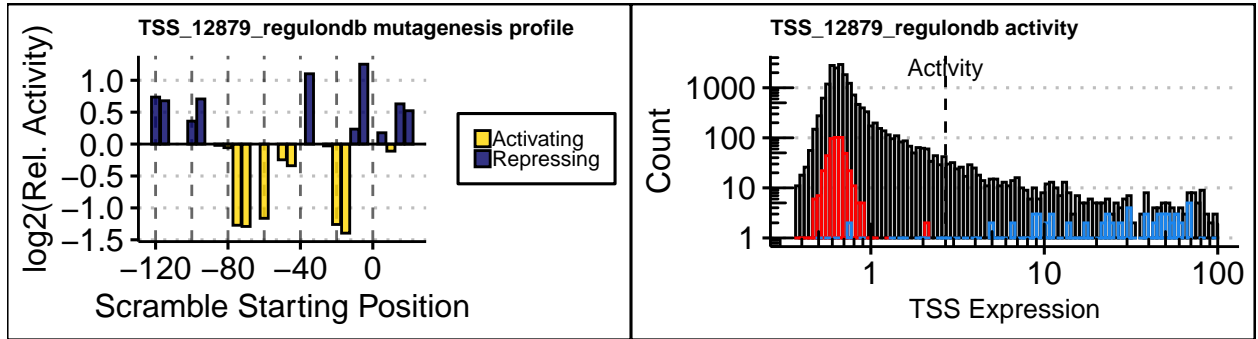 TSS_12879_regulondb mutagenesis profile
log2(Rel. Activity)
1.0
0.5
0.0
−0.5
−1.0
−1.5
−120 −80 −40 0
Scramble Starting Position
Activating
Repressing
TSS_12879_regulondb activity
Activity
Count
1000
100
10
1
1 10 100
TSS Expression